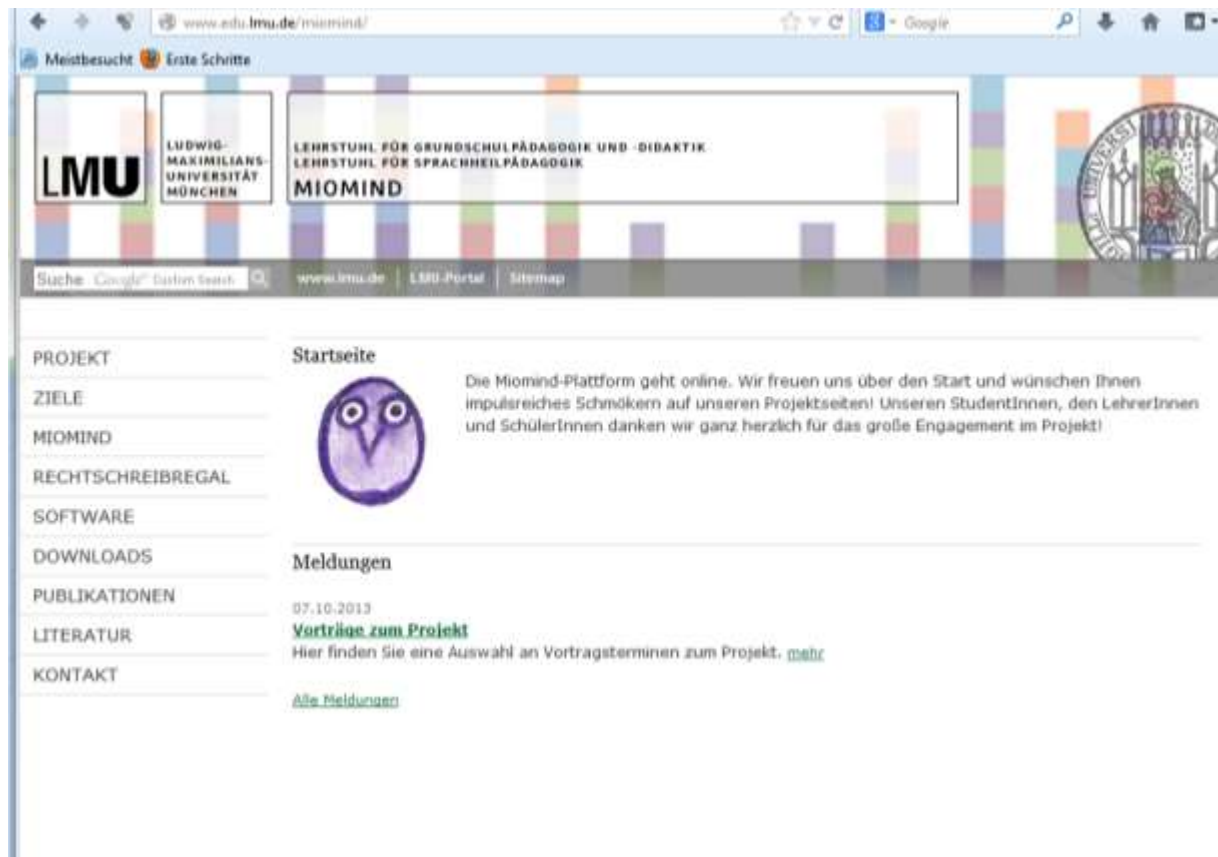 www.edu.lmu.de/miomind/
Google
Meistbesucht
Erste Schritte
LMU
LUDWIG-
MAXIMILIANS-
UNIVERSITÄT
MÜNCHEN
LEHRSTUHL FÜR GRUNDSCHULPÄDAGOGIK UND -DIDAKTIK
LEHRSTUHL FÜR SPRACHHEILPÄDAGOGIK
MIOMIND
Suche Google Custom Search
www.lmu.de
LMU-Portal
Sitemap
PROJEKT
ZIELE
MIOMIND
RECHTSCHREIBREGAL
SOFTWARE
DOWNLOADS
PUBLIKATIONEN
LITERATUR
KONTAKT
Startseite
Die Miomind-Plattform geht online. Wir freuen uns über den Start und wünschen Ihnen
impulsreiches Schmökern auf unseren Projektseiten! Unseren StudentInnen, den LehrerInnen
und SchülerInnen danken wir ganz herzlich für das große Engagement im Projekt!
Meldungen
07.10.2013
Vorträge zum Projekt
Hier finden Sie eine Auswahl an Vortragsterminen zum Projekt. mehr
Alle Meldungen